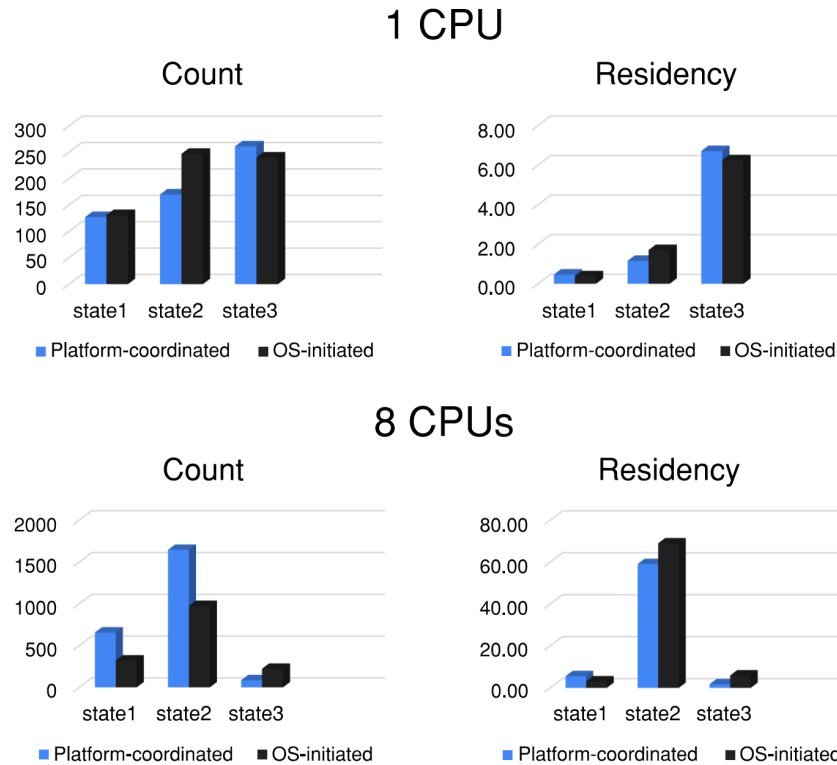 1 CPU
Count
300
250
200
150
100
50
0
state1 state2 state3
Platform-coordinated OS-initiated
Residency
8.00
6.00
4.00
2.00
0.00
state1 state2 state3
Platform-coordinated OS-initiated
8 CPUs
Count
2000
1500
1000
500
0
state1 state2 state3
Platform-coordinated OS-initiated
Residency
80.00
60.00
40.00
20.00
0.00
state1 state2 state3
Platform-coordinated OS-initiated